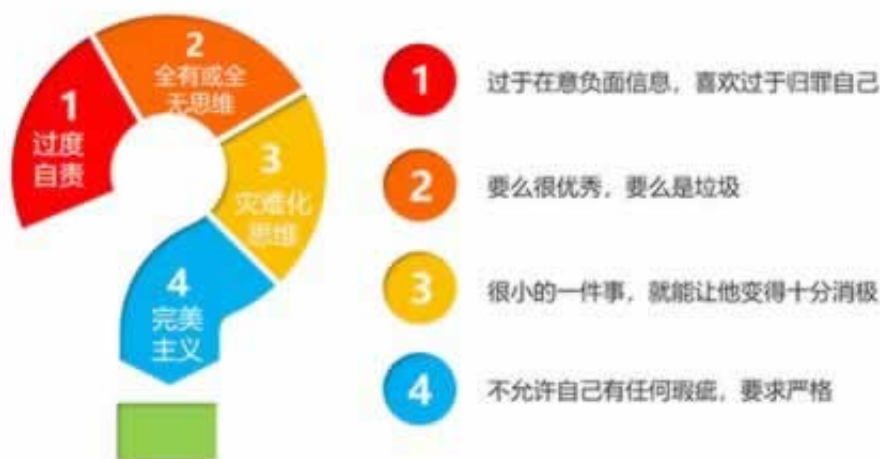 1
过度
自责
2
全有或全
无思维
3
灾难化
思维
4
完美
主义
1 过于在意负面信息，喜欢过于归罪自己
2 要么很优秀，要么是垃圾
3 很小的一件事，就能让他变得十分消极
4 不允许自己有任何瑕疵，要求严格